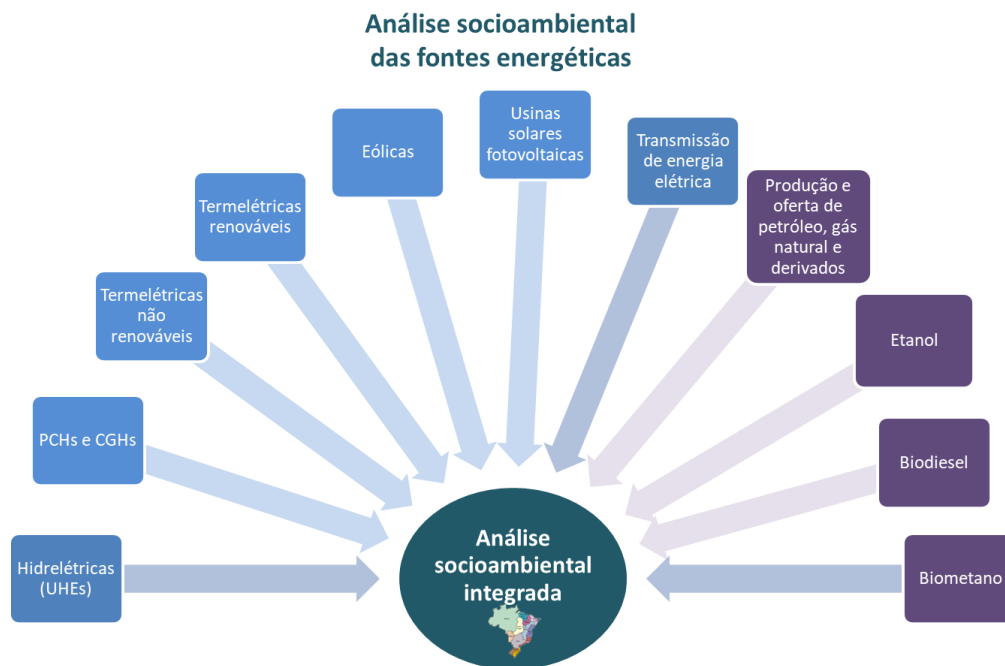 Análise socioambiental
das fontes energéticas
Usinas
solares
fotovoltaicas
Eólicas
Transmissão
de energia
elétrica
Termelétricas
renováveis
Produção e
oferta de
petróleo, gás
natural e
derivados
Termelétricas
não
renováveis
Etanol
PCHs e CGHs
Biodiesel
Hidrelétricas
(UHEs)
Análise
socioambiental
integrada
Biometano